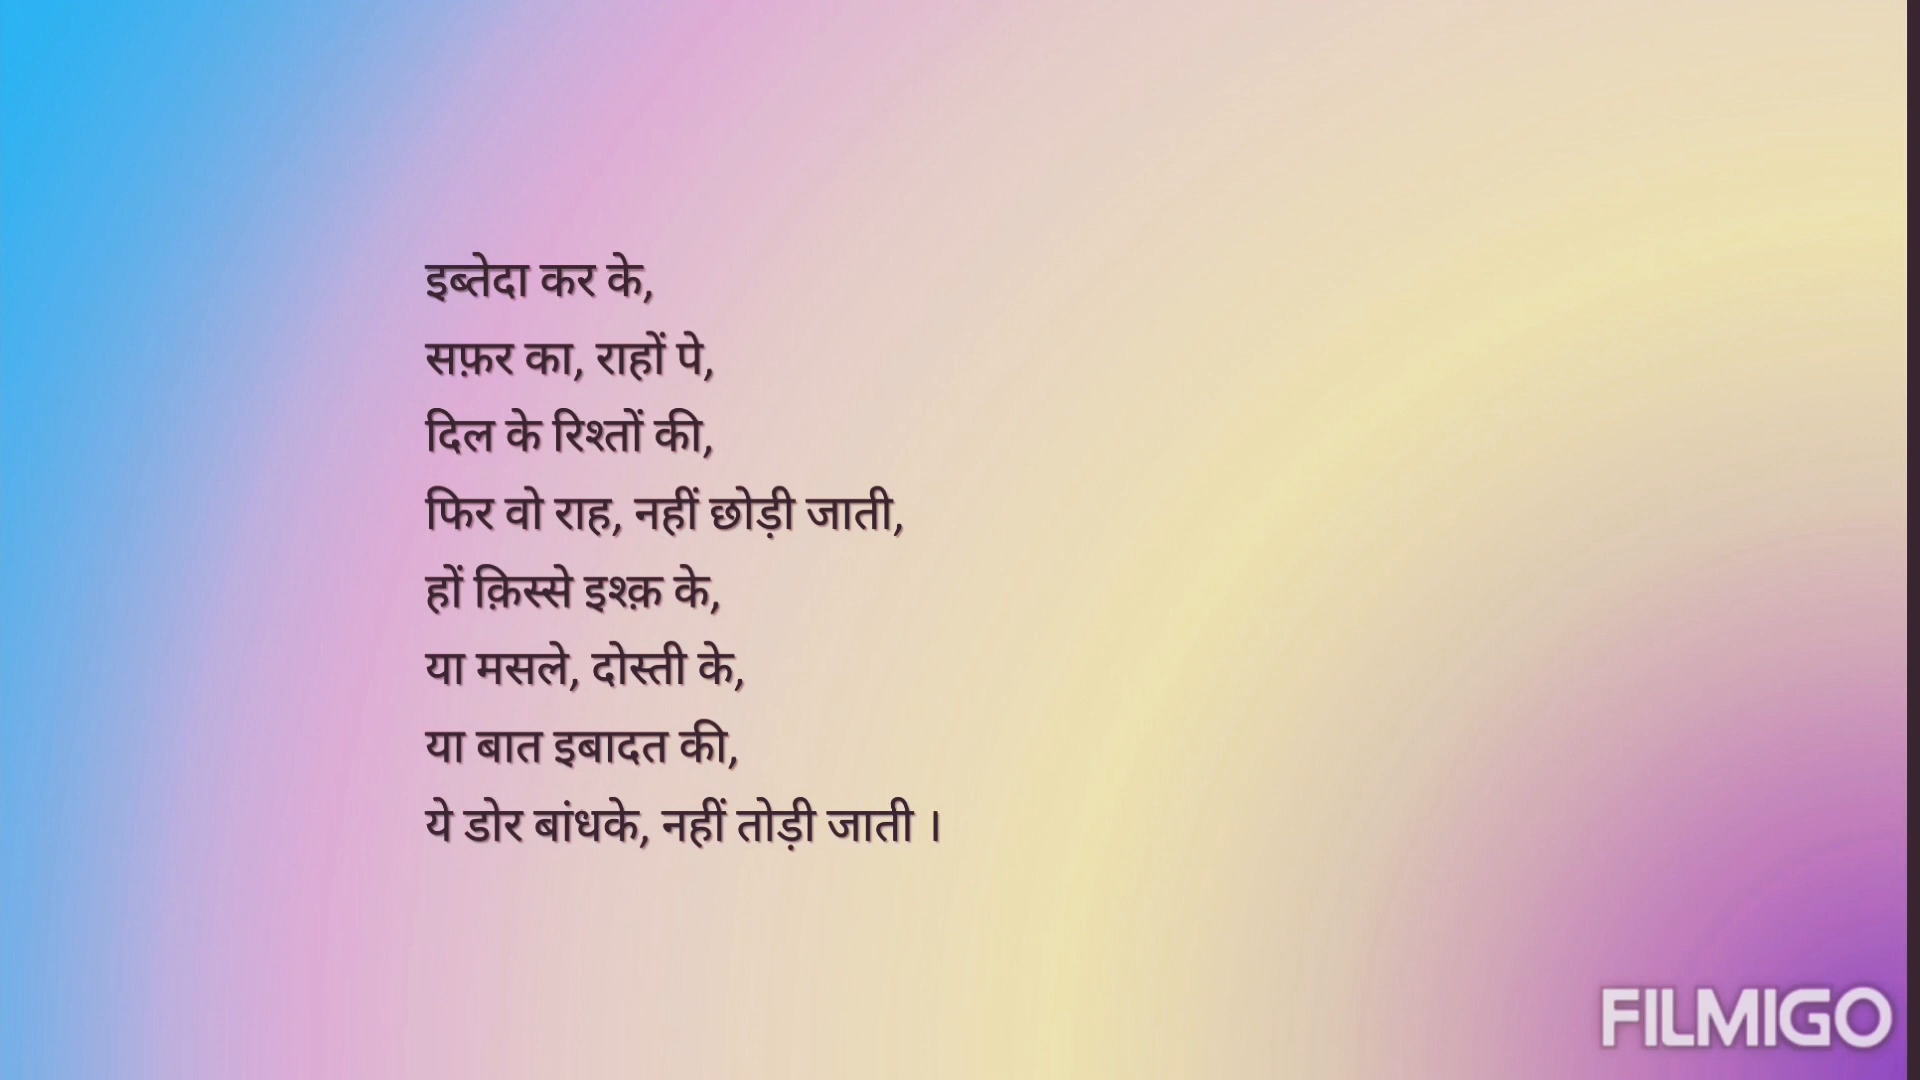 इब्तेदा कर के,
सफ़र का, राहों पे,
दिल के रिश्तों की,
फिर वो राह, नहीं छोड़ी जाती,
हों क़िस्से इश्क़ के,
या मसले, दोस्ती के,
या बात इबादत की,
ये डोर बांधके, नहीं तोड़ी जाती ।
FILMIGO